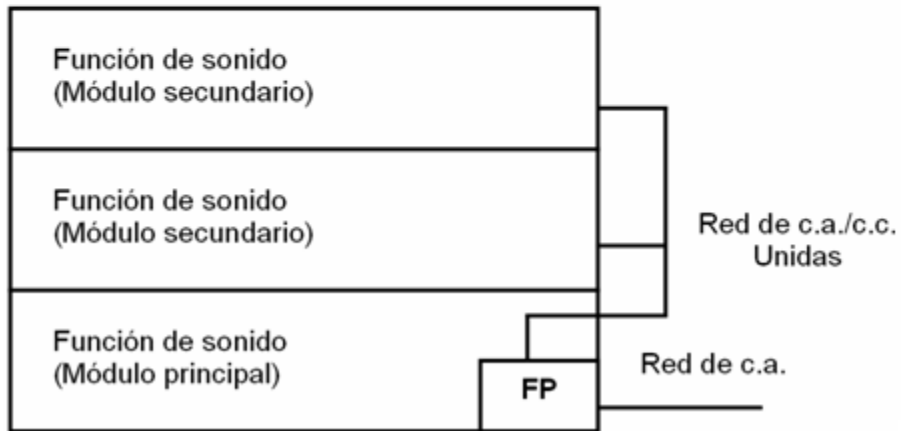 Función de sonido
(Módulo secundario)
Función de sonido
(Módulo secundario)
Red de c.a./c.c.
Unidas
Función de sonido
(Módulo principal)
FP
Red de c.a.